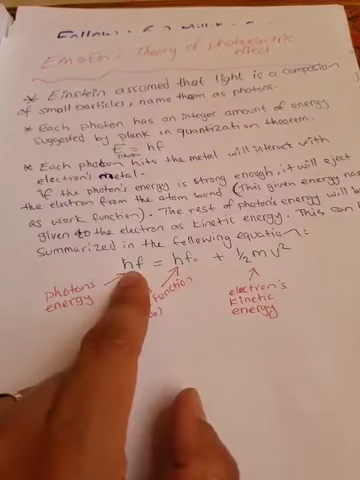 Einstein's Theory of photoelectric
effect
* Einstein assumed that light is a composion
of small particles, name them as photons.
* Each photon has an integer amount of energy
suggested by plank in quantization theorem.
E = hf
* Each photon hits the metal will interact with
electron's metal.
if the photon's energy is strong enough, it will eject
the electron from the atom bond (This given energy
as work function). The rest of photon's energy will
given to the electron as kinetic energy. This can
summarized in the following equation:
hf = hf₀ + 1/2 m v²
photons
energy
function
electron's
kinetic
energy